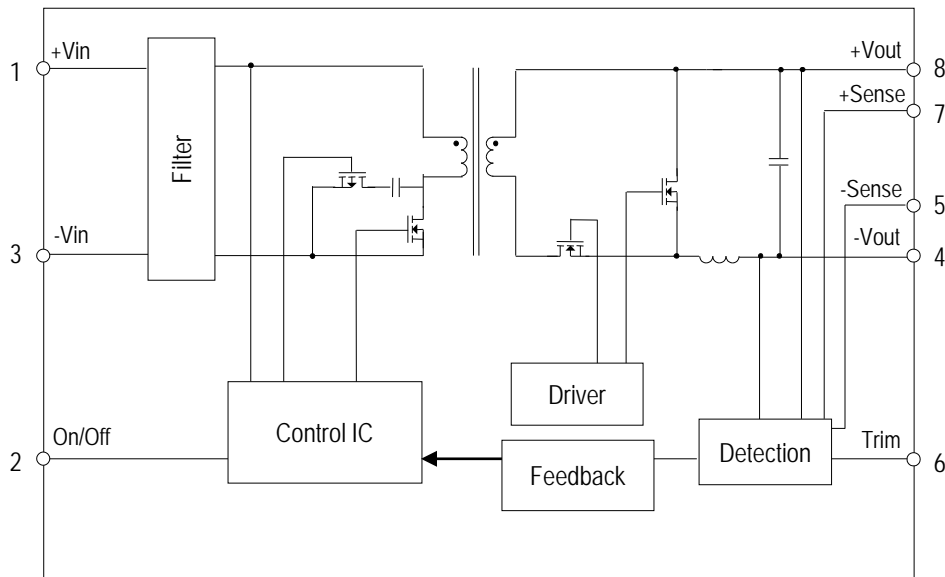 +Vin
+Vout
1
8
+Sense
7
Filter
-Sense
5
-Vin
-Vout
3
4
Driver
On/Off
Control IC
Trim
2
Detection
6
Feedback